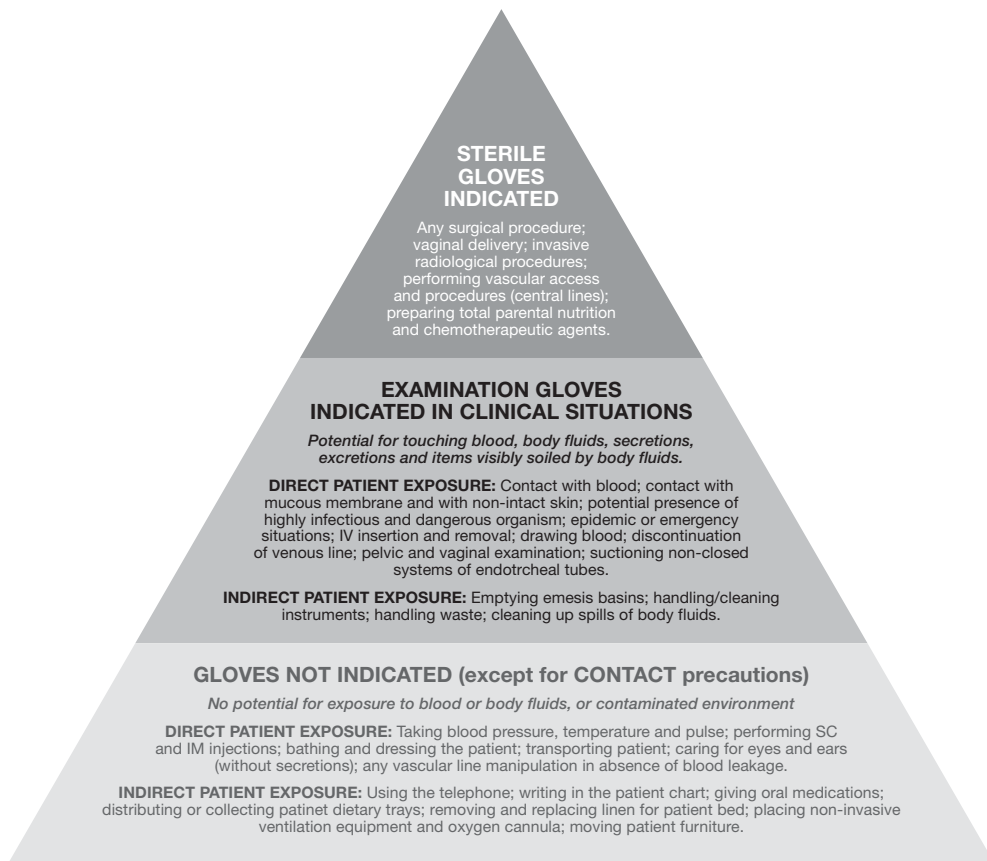 STERILE
GLOVES
INDICATED
Any surgical procedure;
vaginal delivery; invasive
radiological procedures;
performing vascular access
and procedures (central lines);
preparing total parental nutrition
and chemotherapeutic agents.
EXAMINATION GLOVES
INDICATED IN CLINICAL SITUATIONS
Potential for touching blood, body fluids, secretions,
excretions and items visibly soiled by body fluids.
DIRECT PATIENT EXPOSURE: Contact with blood; contact with
mucous membrane and with non-intact skin; potential presence of
highly infectious and dangerous organism; epidemic or emergency
situations; IV insertion and removal; drawing blood; discontinuation
of venous line; pelvic and vaginal examination; suctioning non-closed
systems of endotrcheal tubes.
INDIRECT PATIENT EXPOSURE: Emptying emesis basins; handling/cleaning
instruments; handling waste; cleaning up spills of body fluids.
GLOVES NOT INDICATED (except for CONTACT precautions)
No potential for exposure to blood or body fluids, or contaminated environment
DIRECT PATIENT EXPOSURE: Taking blood pressure, temperature and pulse; performing SC
and IM injections; bathing and dressing the patient; transporting patient; caring for eyes and ears
(without secretions); any vascular line manipulation in absence of blood leakage.
INDIRECT PATIENT EXPOSURE: Using the telephone; writing in the patient chart; giving oral medications;
distributing or collecting patinet dietary trays; removing and replacing linen for patient bed; placing non-invasive
ventilation equipment and oxygen cannula; moving patient furniture.